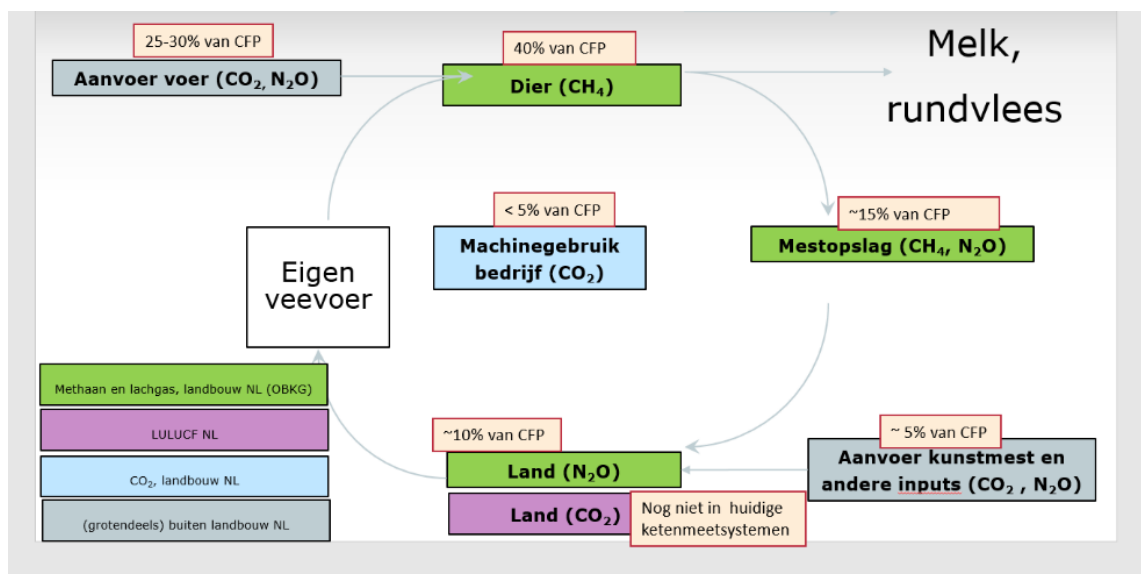 25-30% van CFP
Aanvoer voer (CO₂, N₂O)
40% van CFP
Dier (CH₄)
Melk,
rundvlees
< 5% van CFP
Machinegebruik
bedrijf (CO₂)
~15% van CFP
Mestopslag (CH₄, N₂O)
Eigen
veevoer
Methaan en lachgas, landbouw NL (OBKG)
LULUCF NL
CO₂, landbouw NL
(grotendeels) buiten landbouw NL
~10% van CFP
Land (N₂O)
Land (CO₂)
Nog niet in huidige
ketenmeetsystemen
~ 5% van CFP
Aanvoer kunstmest en
andere inputs (CO₂ , N₂O)